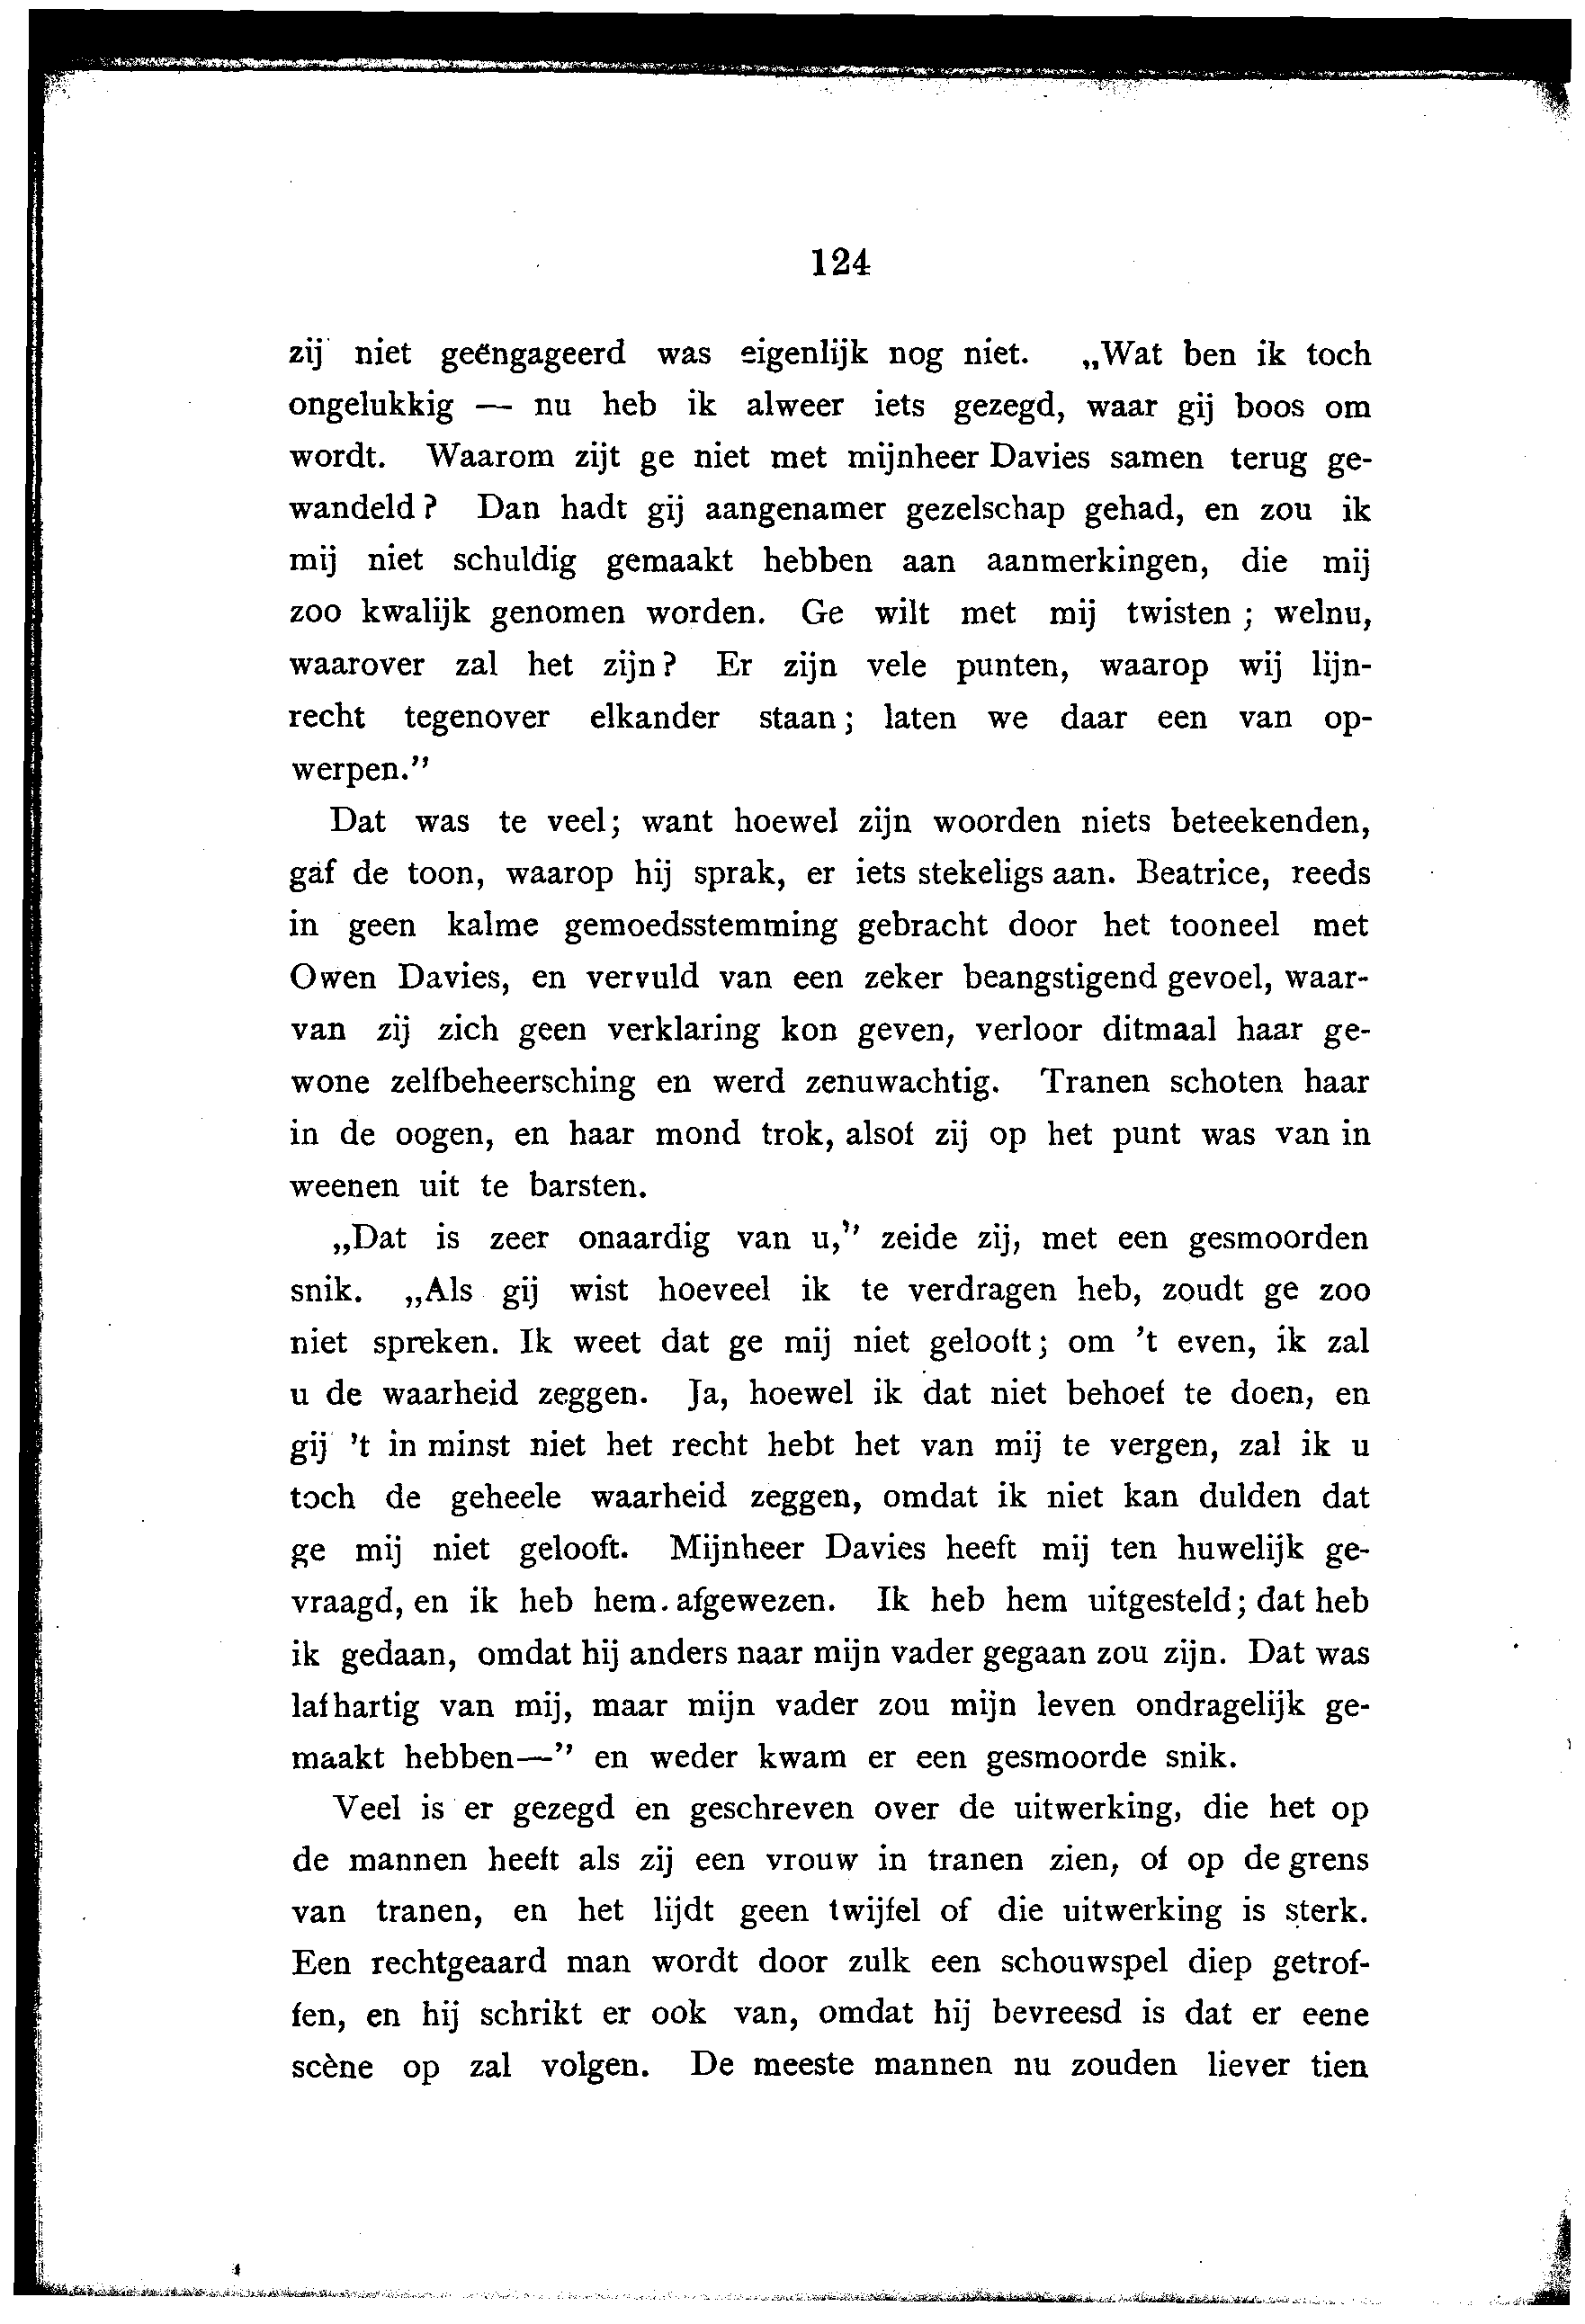 124
zij niet geëngageerd was eigenlijk nog niet. „Wat ben ik toch
ongelukkig — nu heb ik alweer iets gezegd, waar gij boos om
wordt. Waarom zijt ge niet met mijnheer Davies samen terug ge-
wandeld? Dan hadt gij aangenamer gezelschap gehad, en zou ik
mij niet schuldig gemaakt hebben aan aanmerkingen, die mij
zoo kwalijk genomen worden. Ge wilt met mij twisten; welnu,
waarover zal het zijn? Er zijn vele punten, waarop wij lijn-
recht tegenover elkander staan; laten we daar een van op-
werpen.”
Dat was te veel; want hoewel zijn woorden niets beteekenden,
gaf de toon, waarop hij sprak, er iets stekeligs aan. Beatrice, reeds
in geen kalme gemoedsstemming gebracht door het tooneel met
Owen Davies, en vervuld van een zeker beangstigend gevoel, waar-
van zij zich geen verklaring kon geven, verloor ditmaal haar ge-
wone zelfbeheersching en werd zenuwachtig. Tranen schoten haar
in de oogen, en haar mond trok, alsof zij op het punt was van in
weenen uit te barsten.
„Dat is zeer onaardig van u,” zeide zij, met een gesmoorden
snik. „Als gij wist hoeveel ik te verdragen heb, zoudt ge zoo
niet spreken. Ik weet dat ge mij niet gelooft; om 't even, ik zal
u de waarheid zeggen. Ja, hoewel ik dat niet behoef te doen, en
gij 't in minst niet het recht hebt het van mij te vergen, zal ik u
toch de geheele waarheid zeggen, omdat ik niet kan dulden dat
ge mij niet gelooft. Mijnheer Davies heeft mij ten huwelijk ge-
vraagd, en ik heb hem afgewezen. Ik heb hem uitgesteld; dat heb
ik gedaan, omdat hij anders naar mijn vader gegaan zou zijn. Dat was
lafhartig van mij, maar mijn vader zou mijn leven ondragelijk ge-
maakt hebben—” en weder kwam er een gesmoorde snik.
Veel is er gezegd en geschreven over de uitwerking, die het op
de mannen heeft als zij een vrouw in tranen zien, of op de grens
van tranen, en het lijdt geen twijfel of die uitwerking is sterk.
Een rechtgeaard man wordt door zulk een schouwspel diep getrof-
fen, en hij schrikt er ook van, omdat hij bevreesd is dat er eene
scène op zal volgen. De meeste mannen nu zouden liever tien